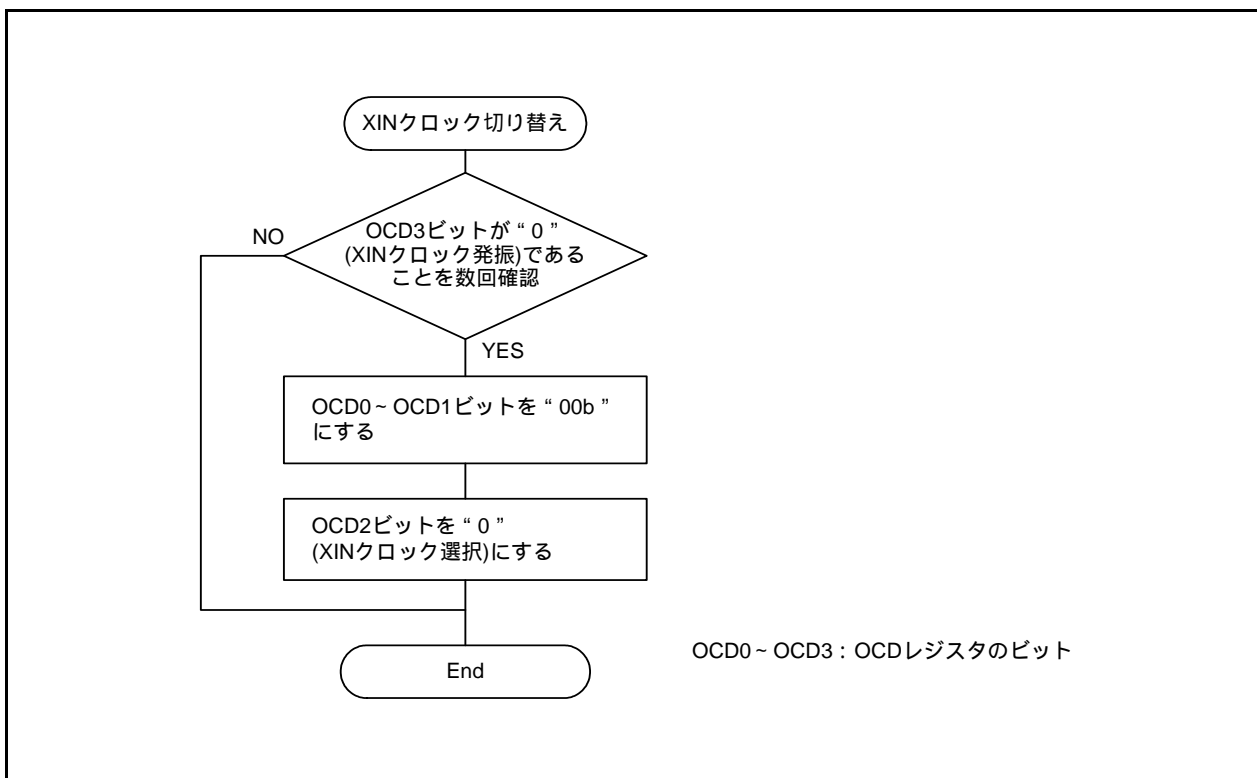 XINクロック切り替え
OCD3ビットが“0”
(XINクロック発振)である
ことを数回確認
NO
YES
OCD0~OCD1ビットを“00b”
にする
OCD2ビットを“0”
(XINクロック選択)にする
End
OCD0~OCD3:OCDレジスタのビット